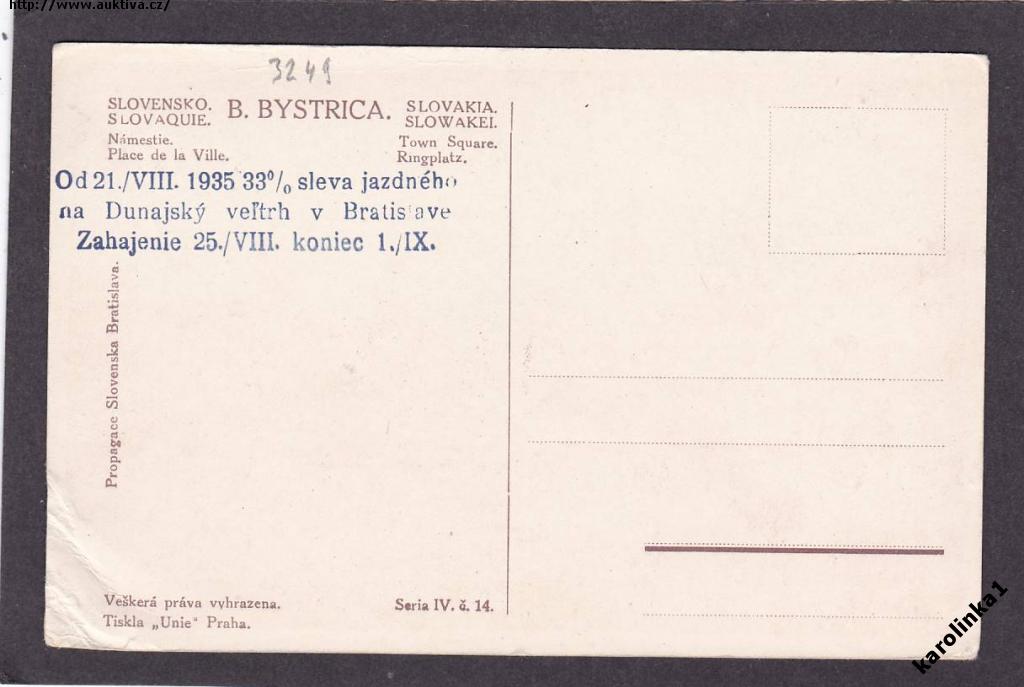 http://www.auktiva.cz/
3249
SLOVENSKO.
SLOVAQUIE.
B. BYSTRICA.
SLOVAKIA.
SLOWAKEI.
Námestie.
Place de la Ville.
Town Square.
Ringplatz.
Od 21./VIII. 1935 33% sleva jazdného
na Dunajský veľtrh v Bratislave
Zahajenie 25./VIII. koniec 1./IX.
Propagace Slovenska Bratislava.
Veškerá práva vyhrazena.
Tiskla „Unie" Praha.
Seria IV. č. 14.
karolinka1